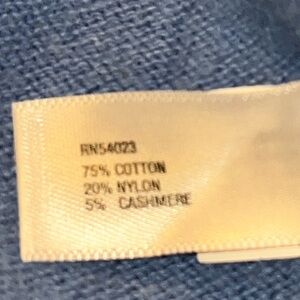 RN54023
75% COTTON
20% NYLON
5% CASHMERE